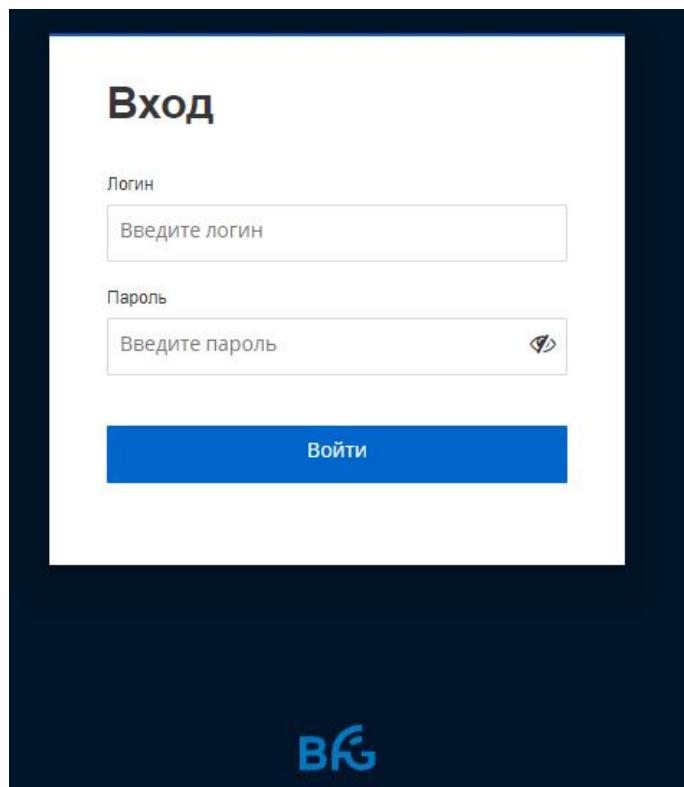 Вход
Логин
Введите логин
Пароль
Введите пароль
Войти
BFG